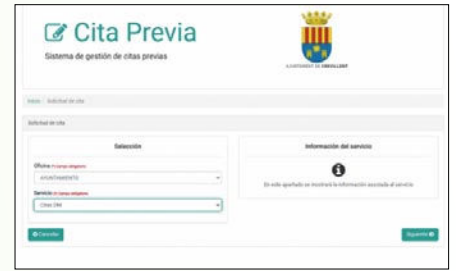 Cita Previa
Sistema de gestión de citas previas
AJUNTAMENT DE CREVILLENT
Inicio / Solicitud de cita
Solicitud de cita
Selección
Oficina (*) campo obligatorio
AYUNTAMIENTO
Servicio (*) campo obligatorio
Citas DNI
Información del servicio
En este apartado se mostrará la información asociada al servicio.
Cancelar
Siguiente